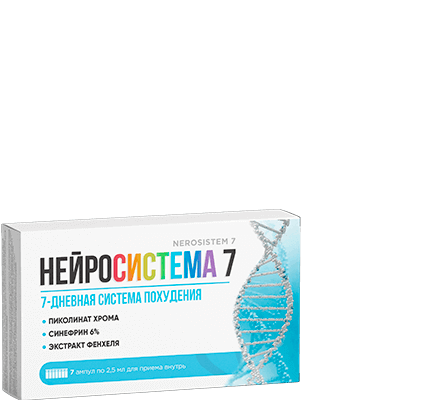 NEROSISTEM 7
НЕЙРОСИСТЕМА 7
7-ДНЕВНАЯ СИСТЕМА ПОХУДЕНИЯ
• ПИКОЛИНАТ ХРОМА
• СИНЕФРИН 6%
• ЭКСТРАКТ ФЕНХЕЛЯ
7 ампул по 2,5 мл для приема внутрь